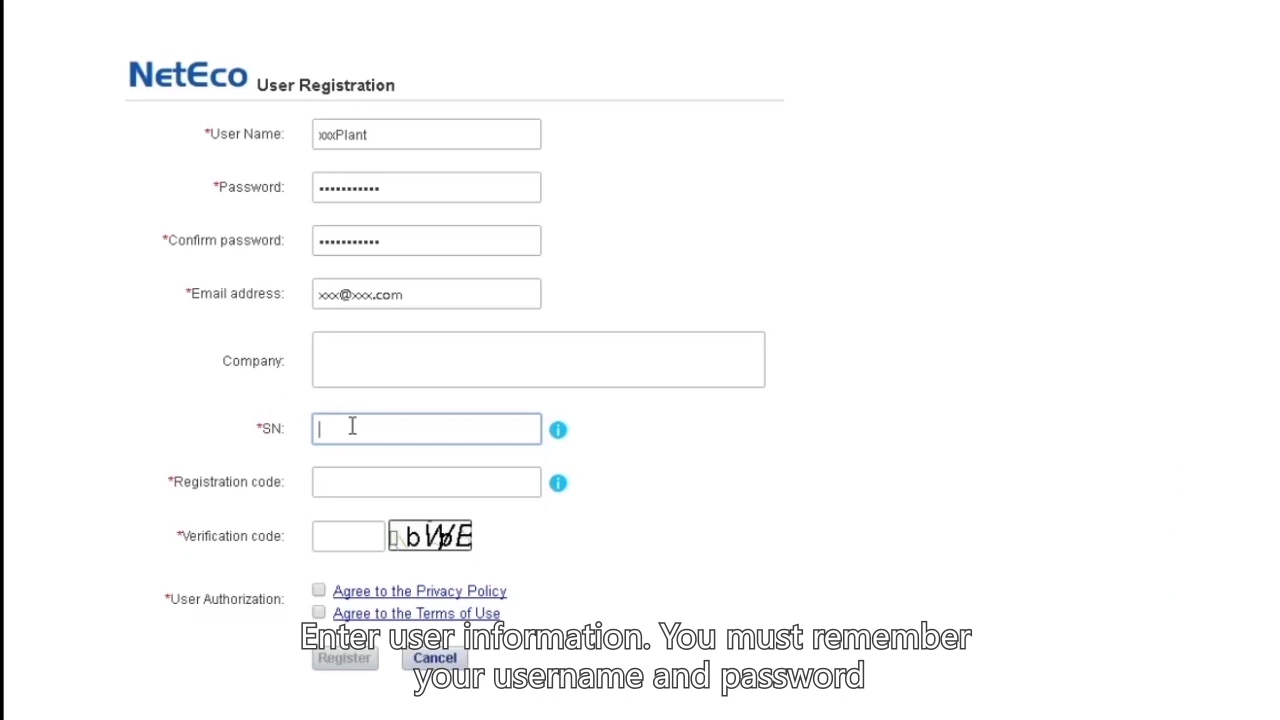 NetEco User Registration
*User Name: xxxPlant
*Password: •••••••••••
*Confirm password: •••••••••••
*Email address: xxx@xxx.com
Company:
*SN:
*Registration code:
*Verification code:
*User Authorization:
Agree to the Privacy Policy
Agree to the Terms of Use
Register Cancel
Enter user information. You must remember
your username and password